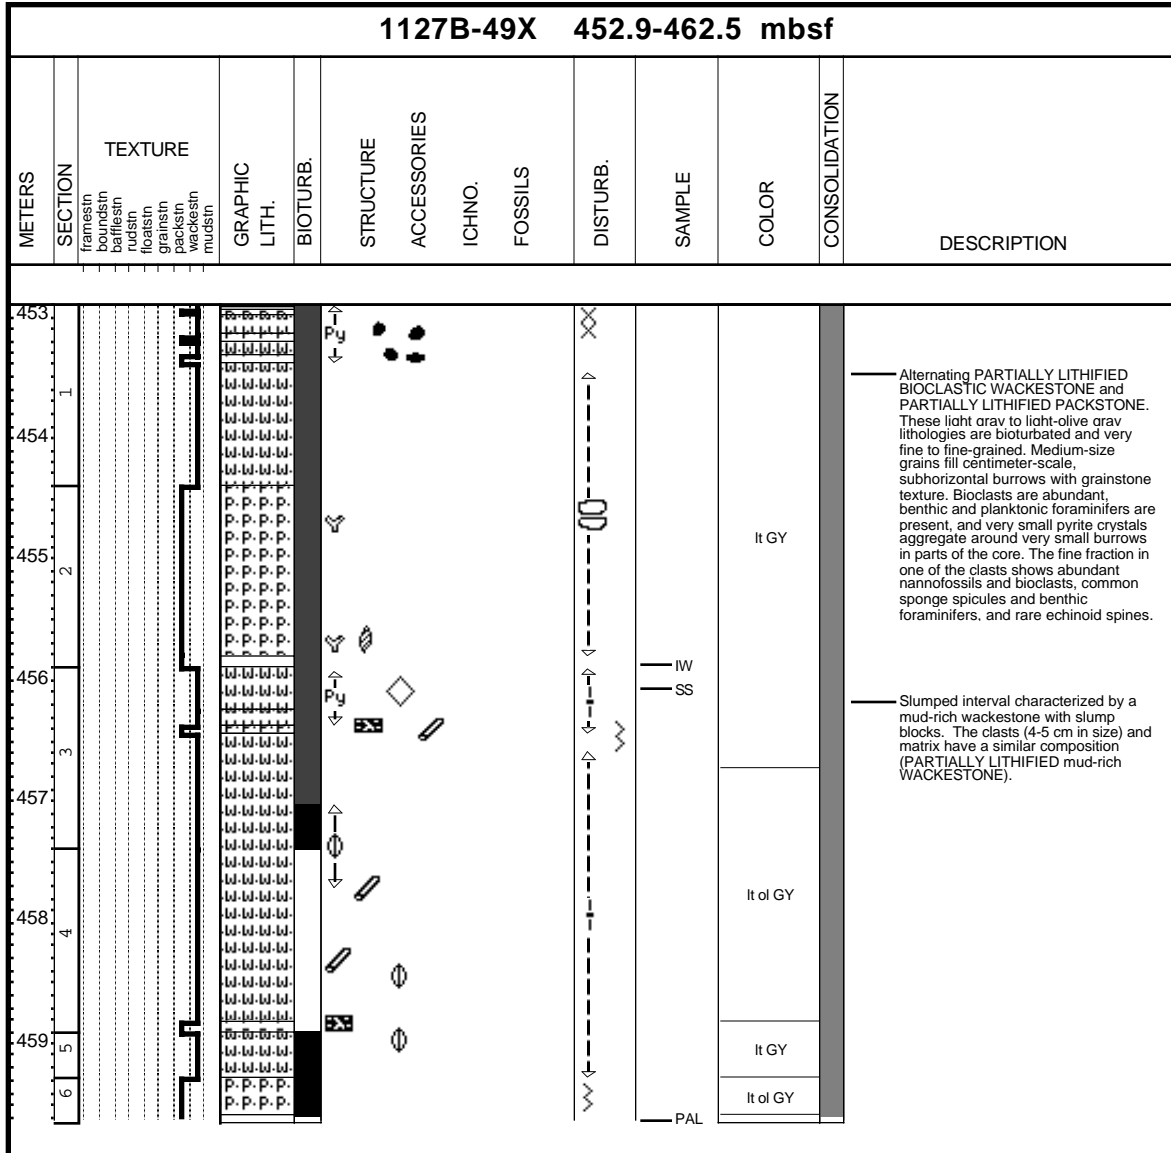 1127B-49X 452.9-462.5 mbsf
METERS
SECTION
TEXTURE
framestn
boundstn
bafflestn
rudstn
floatstn
grainstn
packstn
wackestn
mudstn
GRAPHIC
LITH.
BIOTURB.
STRUCTURE
ACCESSORIES
ICHNO.
FOSSILS
DISTURB.
SAMPLE
COLOR
CONSOLIDATION
DESCRIPTION
453
454
455
456
457
458
459
1
2
3
4
5
6
Py
Py
IW
SS
PAL
lt GY
lt ol GY
lt GY
lt ol GY
Alternating PARTIALLY LITHIFIED
BIOCLASTIC WACKESTONE and
PARTIALLY LITHIFIED PACKSTONE.
These light gray to light-olive gray
lithologies are bioturbated and very
fine to fine-grained. Medium-size
grains fill centimeter-scale,
subhorizontal burrows with grainstone
texture. Bioclasts are abundant,
benthic and planktonic foraminifers are
present, and very small pyrite crystals
aggregate around very small burrows
in parts of the core. The fine fraction in
one of the clasts shows abundant
nannofossils and bioclasts, common
sponge spicules and benthic
foraminifers, and rare echinoid spines.
Slumped interval characterized by a
mud-rich wackestone with slump
blocks. The clasts (4-5 cm in size) and
matrix have a similar composition
(PARTIALLY LITHIFIED mud-rich
WACKESTONE).